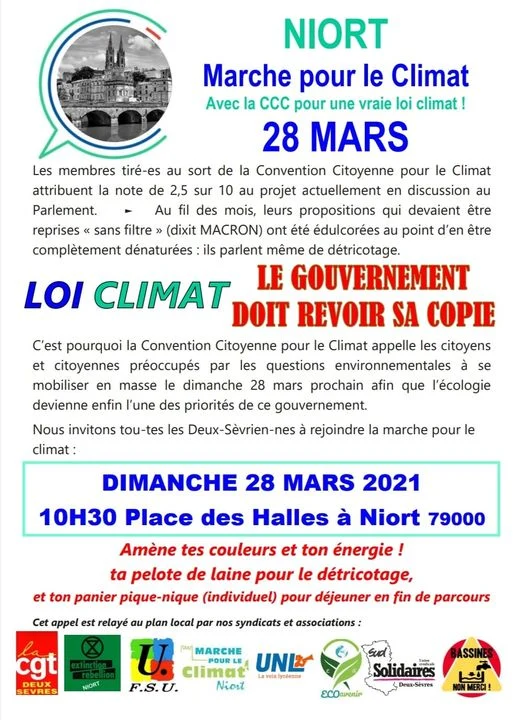 NIORT
Marche pour le Climat
Avec la CCC pour une vraie loi climat !
28 MARS
Les membres tiré-es au sort de la Convention Citoyenne pour le Climat
attribuent la note de 2,5 sur 10 au projet actuellement en discussion au
Parlement. ► Au fil des mois, leurs propositions qui devaient être
reprises « sans filtre » (dixit MACRON) ont été édulcorées au point d’en être
complètement dénaturées : ils parlent même de détricotage.
LOI CLIMAT
LE GOUVERNEMENT
DOIT REVOIR SA COPIE
C’est pourquoi la Convention Citoyenne pour le Climat appelle les citoyens
et citoyennes préoccupés par les questions environnementales à se
mobiliser en masse le dimanche 28 mars prochain afin que l’écologie
devienne enfin l’une des priorités de ce gouvernement.
Nous invitons tou-tes les Deux-Sèvrien-nes à rejoindre la marche pour le
climat :
DIMANCHE 28 MARS 2021
10H30 Place des Halles à Niort 79000
Amène tes couleurs et ton énergie !
ta pelote de laine pour le détricotage,
et ton panier pique-nique (individuel) pour déjeuner en fin de parcours
Cet appel est relayé au plan local par nos syndicats et associations :
la
cgt
DEUX
SEVRES
extinction
rebellion
NIORT
U.
F.S.U.
MARCHE
POUR LE
CLimat
Niort
UNL
La voix lycéenne
ECOavenir
Sud
Union
syndicale
Solidaires
Deux-Sèvres
BASSINES
NON MERCI !